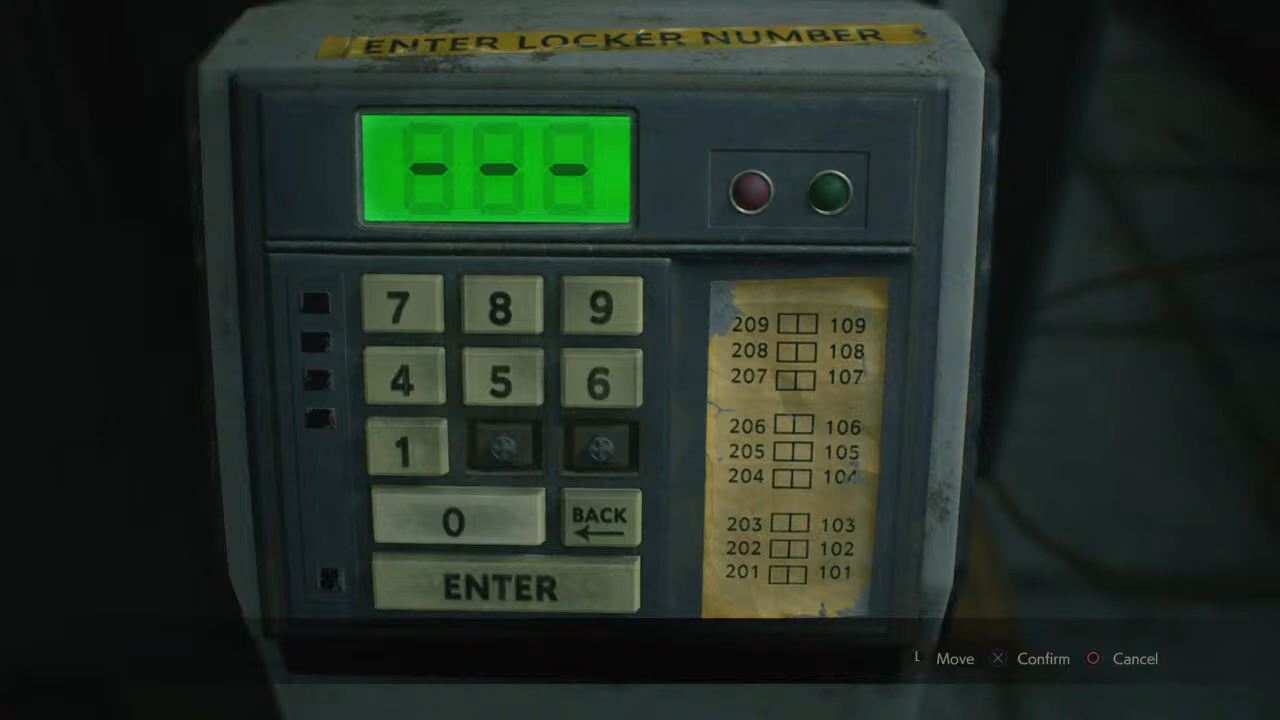 ENTER LOCKER NUMBER
---
7 8 9
4 5 6
1
0 BACK
ENTER
209 109
208 108
207 107
206 106
205 105
204 104
203 103
202 102
201 101
L Move Confirm Cancel